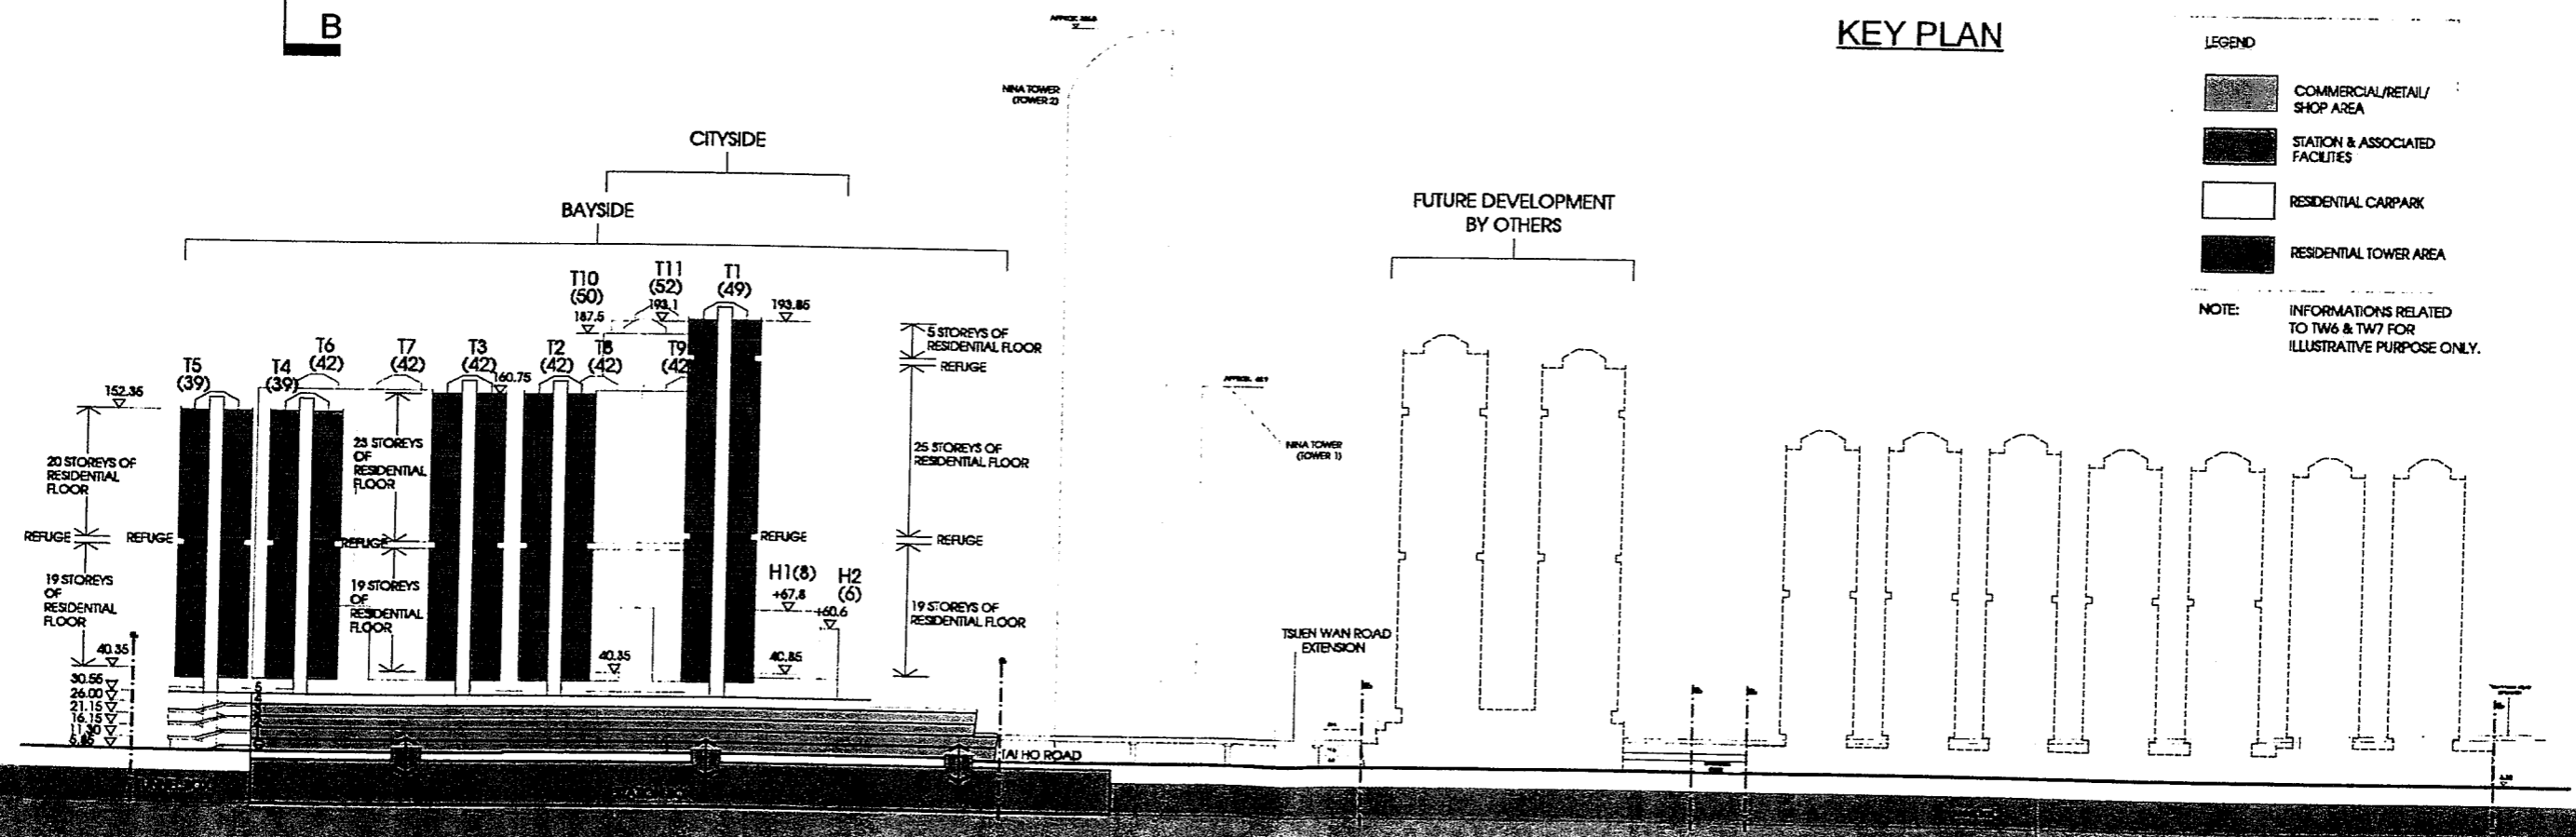 B
KEY PLAN
LEGEND
COMMERCIAL/RETAIL/
SHOP AREA
STATION & ASSOCIATED
FACILITIES
RESIDENTIAL CARPARK
RESIDENTIAL TOWER AREA
NOTE:
INFORMATIONS RELATED
TO TW6 & TW7 FOR
ILLUSTRATIVE PURPOSE ONLY.
NINA TOWER
(TOWER 2)
CITYSIDE
BAYSIDE
FUTURE DEVELOPMENT
BY OTHERS
T10
(50)
187.5
T11
(52)
193.1
T1
(49)
193.85
T5
(39)
T4
(39)
T6
(42)
T7
(42)
T3
(42)
160.75
T2
(42)
T8
(42)
T9
(42)
152.35
5 STOREYS OF
RESIDENTIAL FLOOR
REFUGE
25 STOREYS OF
RESIDENTIAL FLOOR
REFUGE
19 STOREYS OF
RESIDENTIAL FLOOR
20 STOREYS OF
RESIDENTIAL
FLOOR
REFUGE
REFUGE
19 STOREYS
OF
RESIDENTIAL
FLOOR
23 STOREYS
OF
RESIDENTIAL
FLOOR
REFUGE
19 STOREYS
OF
RESIDENTIAL
FLOOR
REFUGE
H1(8)
+67.8
H2
(6)
+60.6
NINA TOWER
(TOWER 1)
TSUEN WAN ROAD
EXTENSION
40.35
40.35
40.85
30.55
26.00
21.15
16.15
11.30
5
TAI HO ROAD